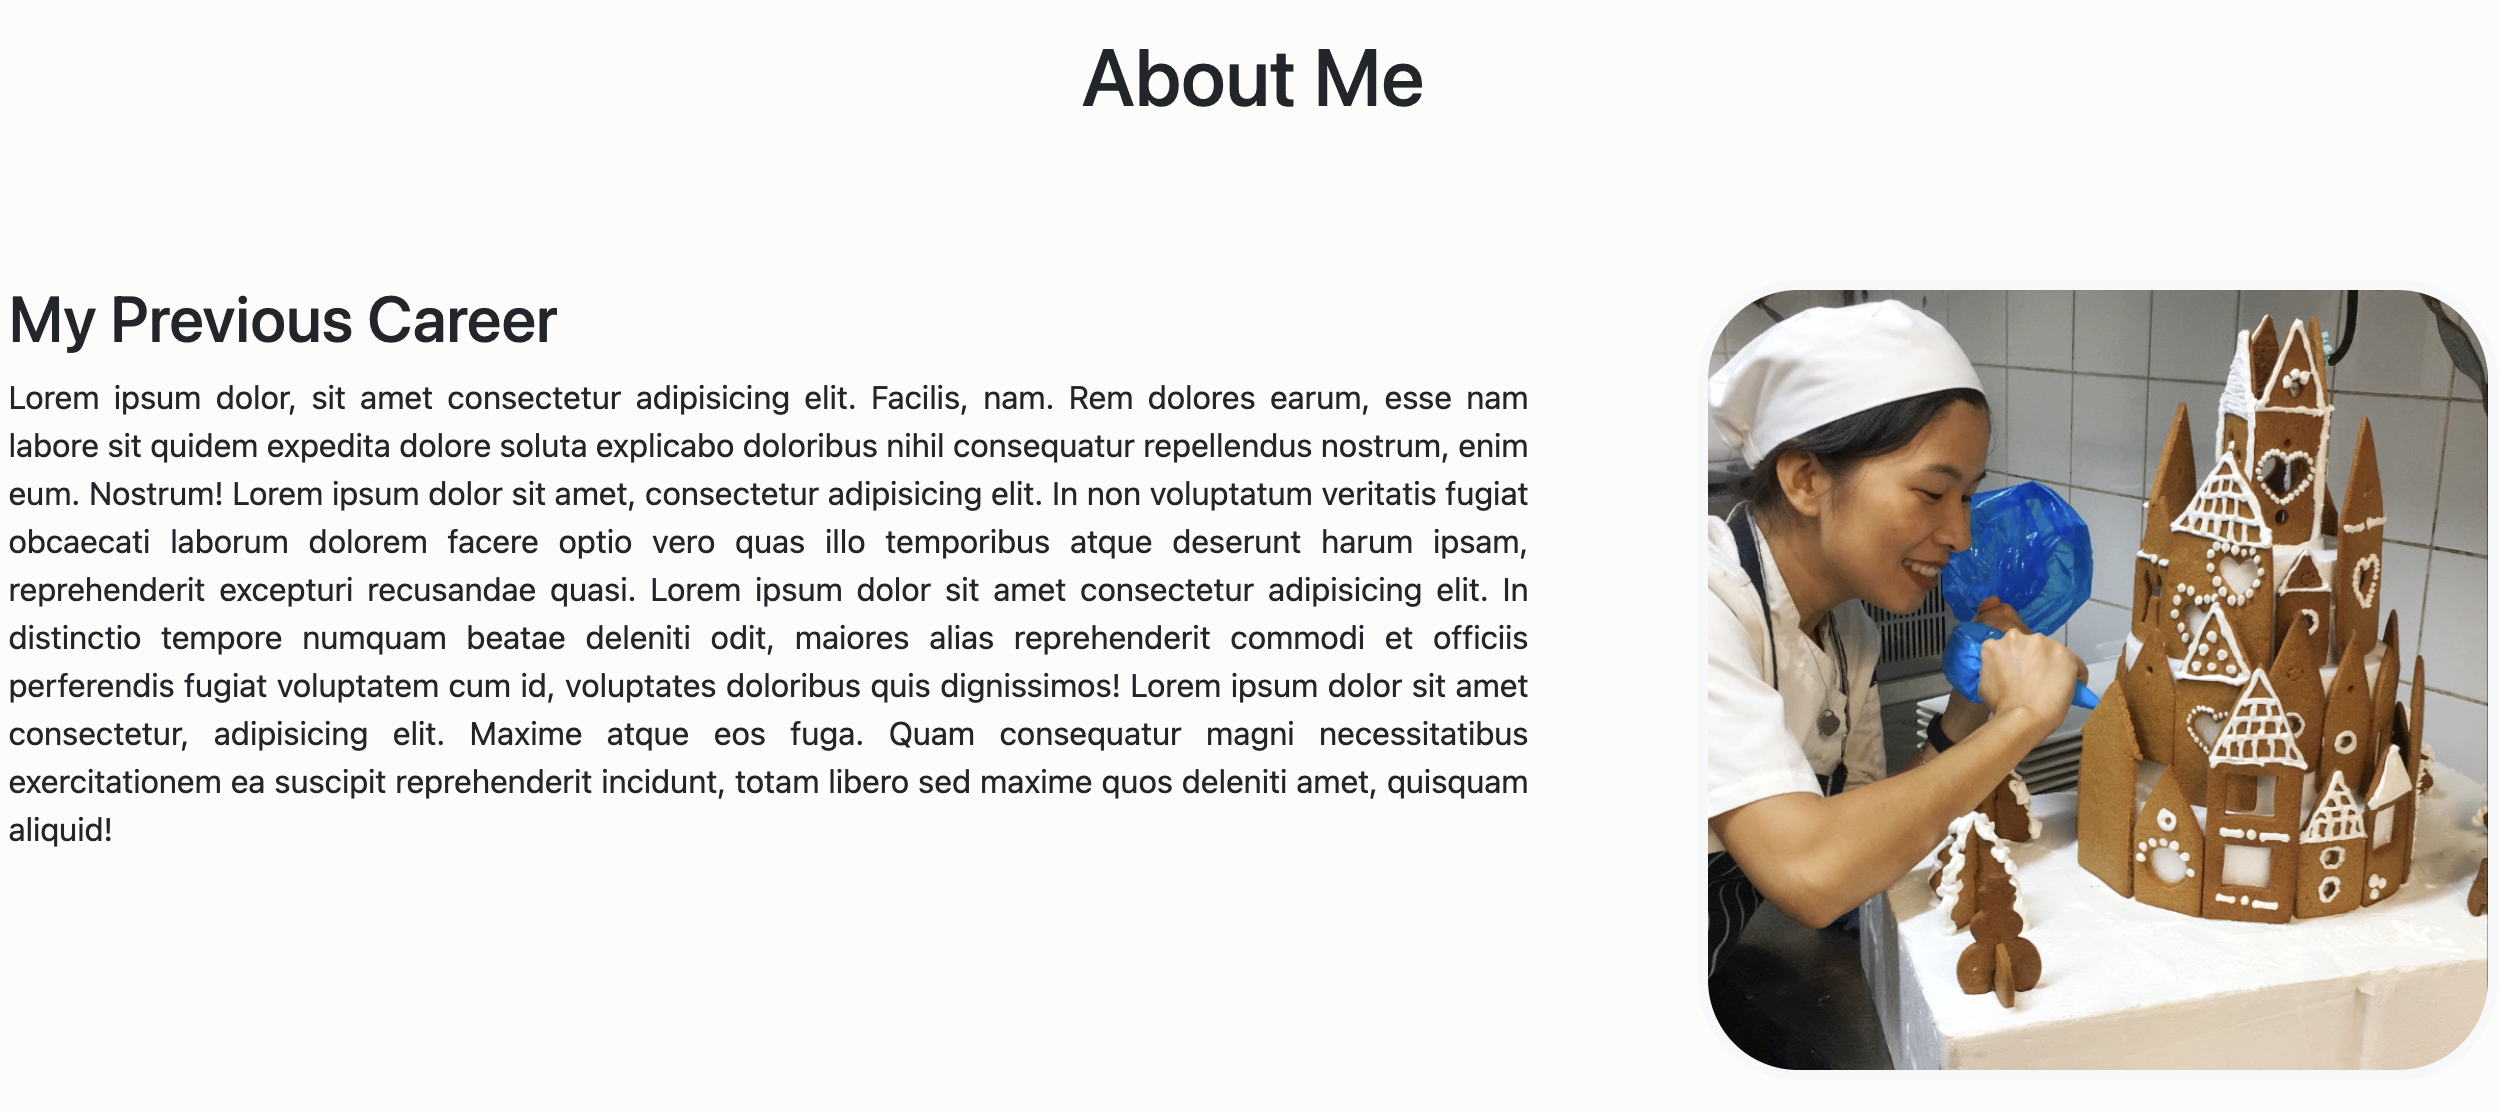 About Me
My Previous Career
Lorem ipsum dolor, sit amet consectetur adipisicing elit. Facilis, nam. Rem dolores earum, esse nam
labore sit quidem expedita dolore soluta explicabo doloribus nihil consequatur repellendus nostrum, enim
eum. Nostrum! Lorem ipsum dolor sit amet, consectetur adipisicing elit. In non voluptatum veritatis fugiat
obcaecati laborum dolorem facere optio vero quas illo temporibus atque deserunt harum ipsam,
reprehenderit excepturi recusandae quasi. Lorem ipsum dolor sit amet consectetur adipisicing elit. In
distinctio tempore numquam beatae deleniti odit, maiores alias reprehenderit commodi et officiis
perferendis fugiat voluptatem cum id, voluptates doloribus quis dignissimos! Lorem ipsum dolor sit amet
consectetur, adipisicing elit. Maxime atque eos fuga. Quam consequatur magni necessitatibus
exercitationem ea suscipit reprehenderit incidunt, totam libero sed maxime quos deleniti amet, quisquam
aliquid!